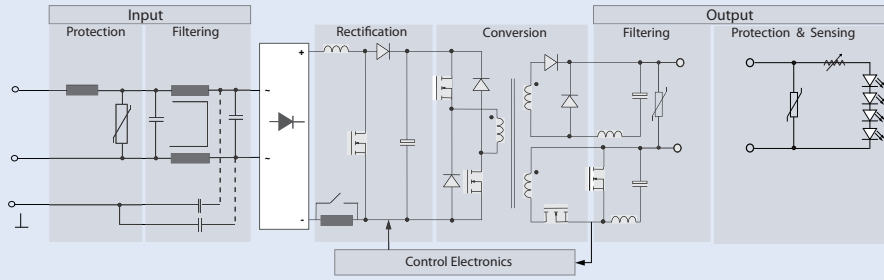 Input
Output
Protection
Filtering
Rectification
Conversion
Filtering
Protection & Sensing
+
~
~
-
Control Electronics